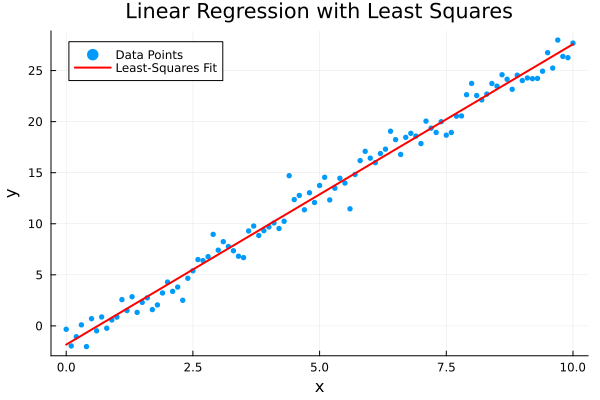 Linear Regression with Least Squares
Data Points
Least-Squares Fit
25
20
15
10
5
0
y
0.0 2.5 5.0 7.5 10.0
x